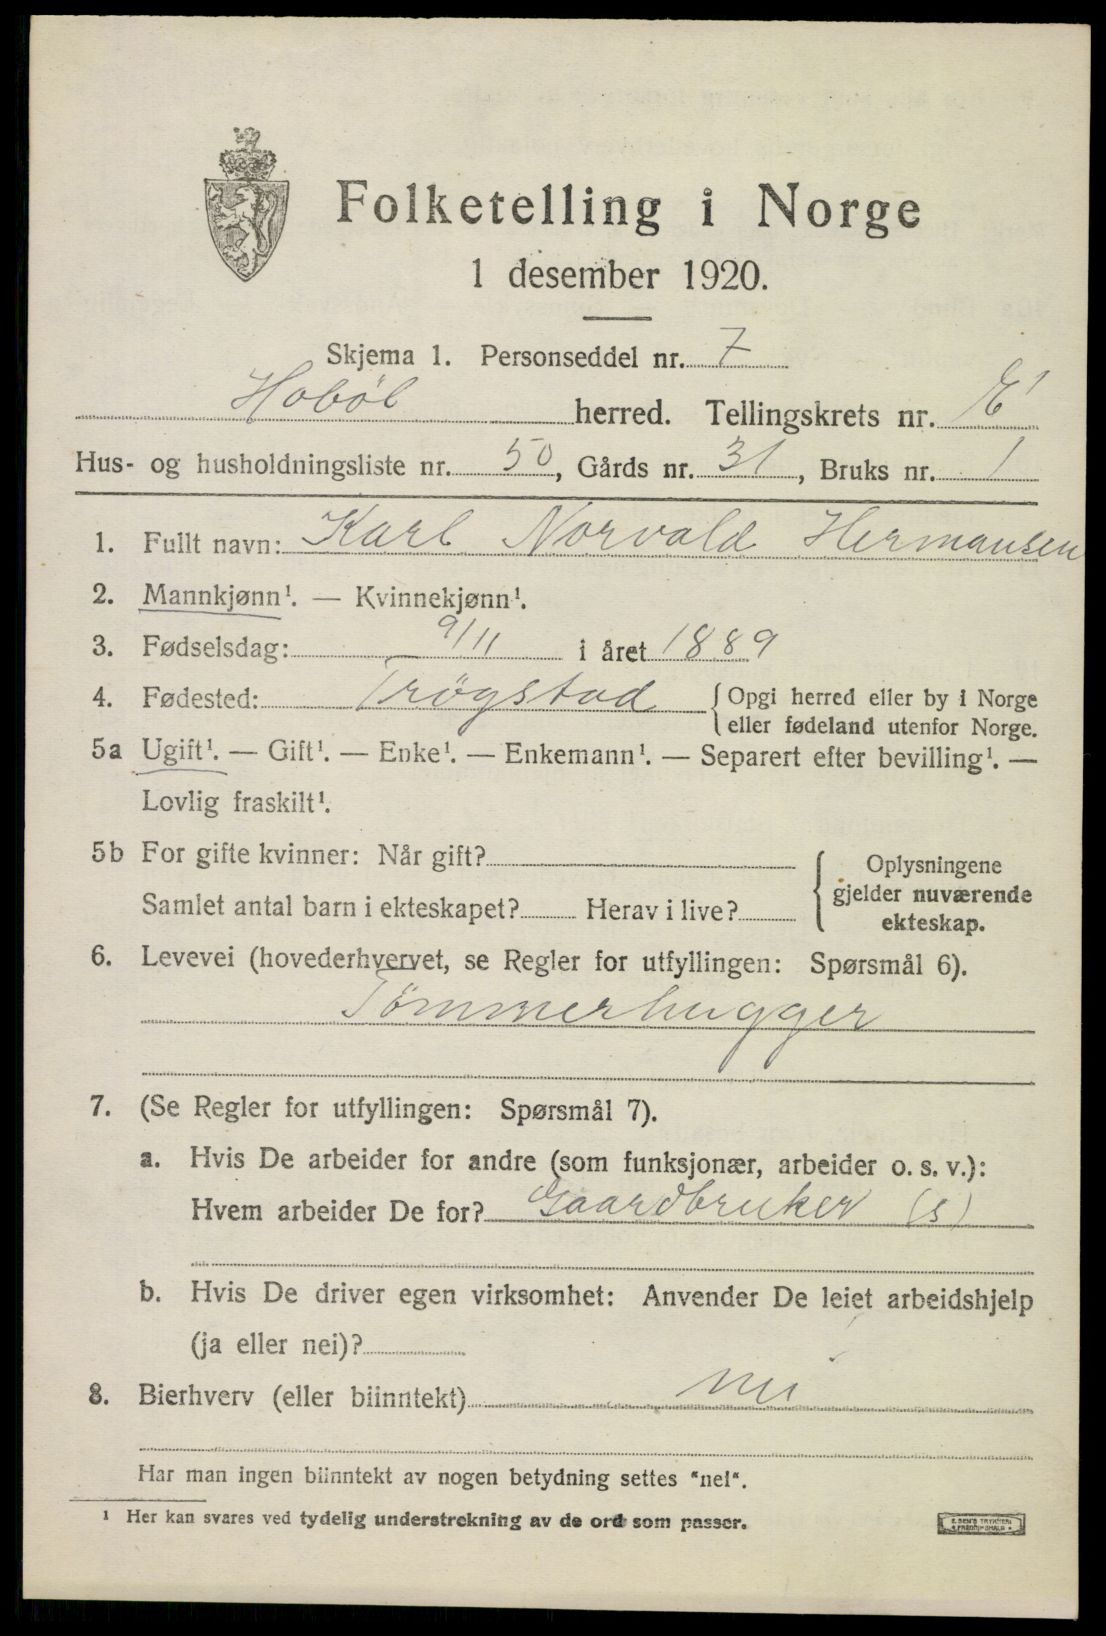 Folketelling i Norge
1 desember 1920.
Skjema 1. Personseddel nr. 7
Hobøl herred. Tellingskrets nr.
Hus- og husholdningsliste nr. 50, Gårds nr. 31, Bruks nr. 1
1. Fullt navn: Karl Norvald Hermansen
2. Mannkjønn¹. — Kvinnekjønn¹.
3. Fødselsdag: 9/11 i året 1889
4. Fødested: Trøgstad { Opgi herred eller by i Norge
eller fødeland utenfor Norge.
5a Ugift¹. — Gift¹. — Enke¹. — Enkemann¹. — Separert efter bevilling¹. —
Lovlig fraskilt¹.
5b For gifte kvinner: Når gift?
Samlet antal barn i ekteskapet? Herav i live?
Oplysningene
gjelder nuværende
ekteskap.
6. Levevei (hovederhvervet, se Regler for utfyllingen: Spørsmål 6).
Tömmerhugger
7. (Se Regler for utfyllingen: Spørsmål 7).
a. Hvis De arbeider for andre (som funksjonær, arbeider o. s. v.):
Hvem arbeider De for? Gaardbruker (s)
b. Hvis De driver egen virksomhet: Anvender De leiet arbeidshjelp
(ja eller nei)?
8. Bierhverv (eller biinntekt) nei
Har man ingen biinntekt av nogen betydning settes "nei".
¹ Her kan svares ved tydelig understrekning av de ord som passer.